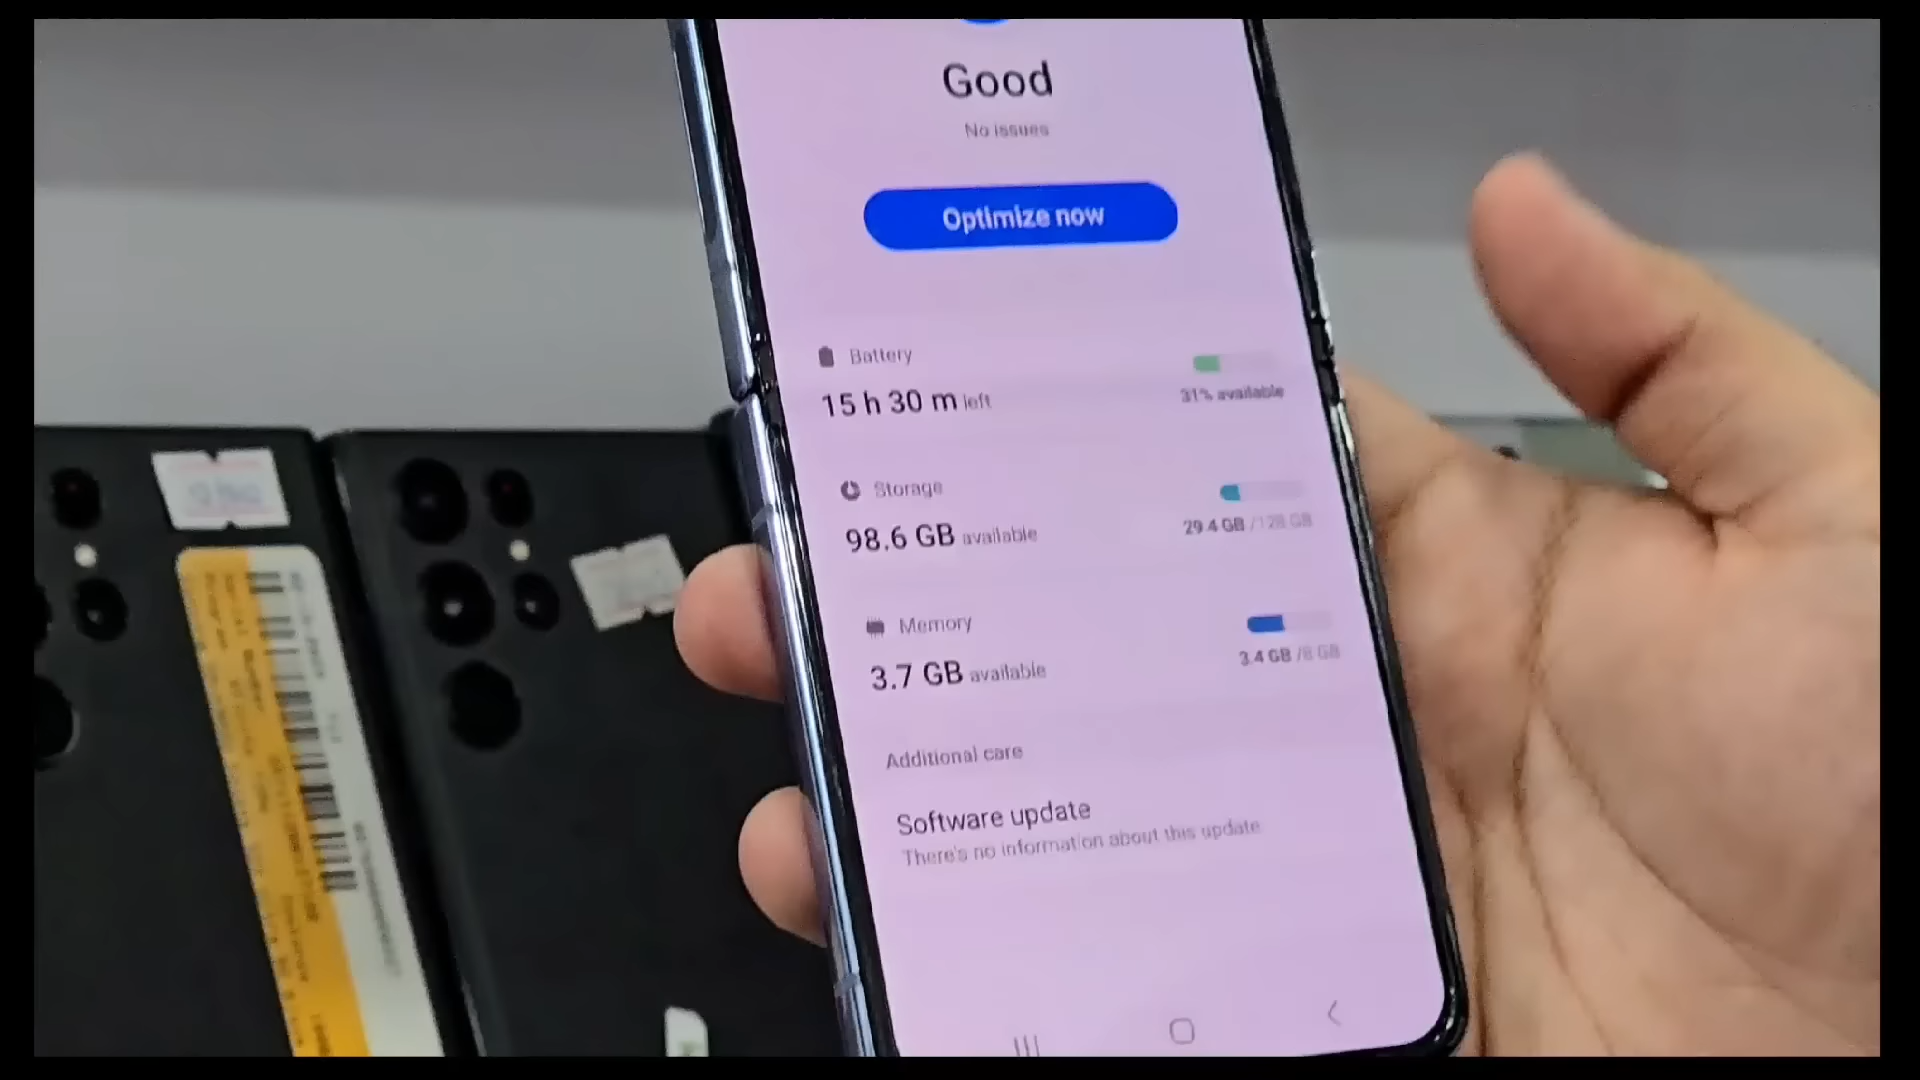 Good
No issues
Optimize now
Battery
15 h 30 m left
31% available
Storage
98.6 GB available
29.4 GB /128 GB
Memory
3.7 GB available
3.4 GB /8 GB
Additional care
Software update
There's no information about this update